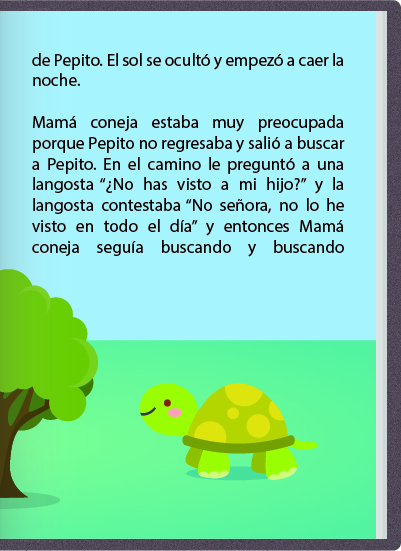 de Pepito. El sol se ocultó y empezó a caer la
noche.
Mamá coneja estaba muy preocupada
porque Pepito no regresaba y salió a buscar
a Pepito. En el camino le preguntó a una
langosta “¿No has visto a mi hijo?” y la
langosta contestaba “No señora, no lo he
visto en todo el día” y entonces Mamá
coneja seguía buscando y buscando